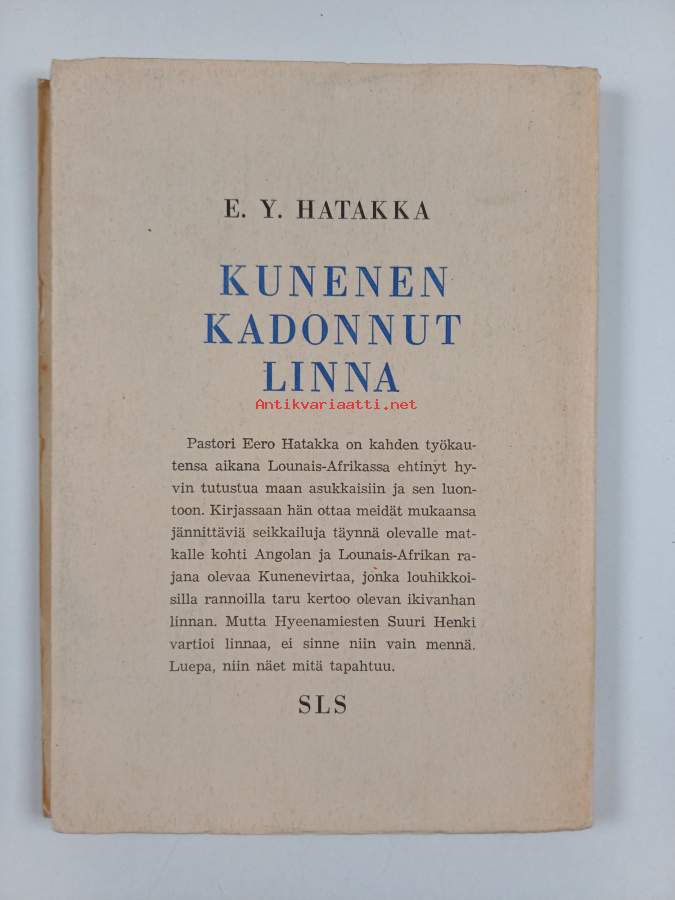 E. Y. HATAKKA
KUNENEN
KADONNUT
LINNA
Antikvariaatti.net
Pastori Eero Hatakka on kahden työkau-
tensa aikana Lounais-Afrikassa ehtinyt hy-
vin tutustua maan asukkaisiin ja sen luon-
toon. Kirjassaan hän ottaa meidät mukaansa
jännittäviä seikkailuja täynnä olevalle mat-
kalle kohti Angolan ja Lounais-Afrikan ra-
jana olevaa Kunenevirtaa, jonka louhikkoi-
silla rannoilla taru kertoo olevan ikivanhan
linnan. Mutta Hyeenamiesten Suuri Henki
vartioi linnaa, ei sinne niin vain mennä.
Luepa, niin näet mitä tapahtuu.
SLS